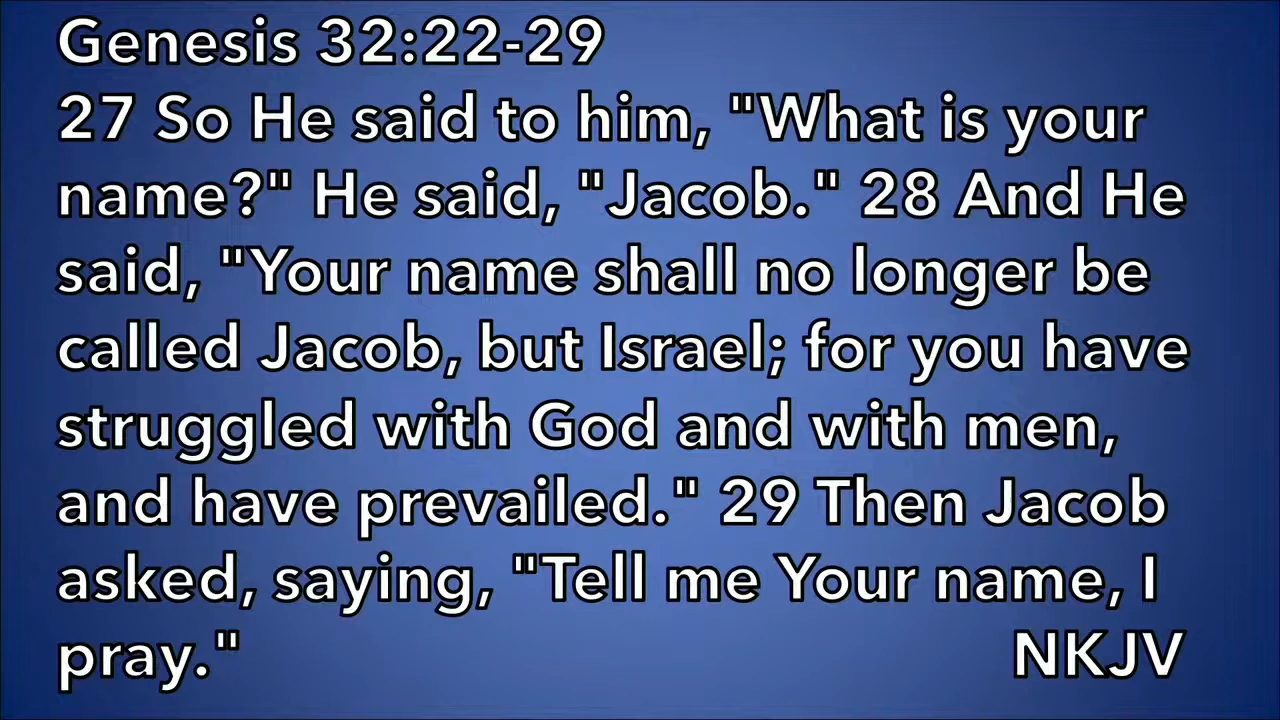 Genesis 32:22-29
27 So He said to him, "What is your
name?" He said, "Jacob." 28 And He
said, "Your name shall no longer be
called Jacob, but Israel; for you have
struggled with God and with men,
and have prevailed." 29 Then Jacob
asked, saying, "Tell me Your name, I
pray." NKJV